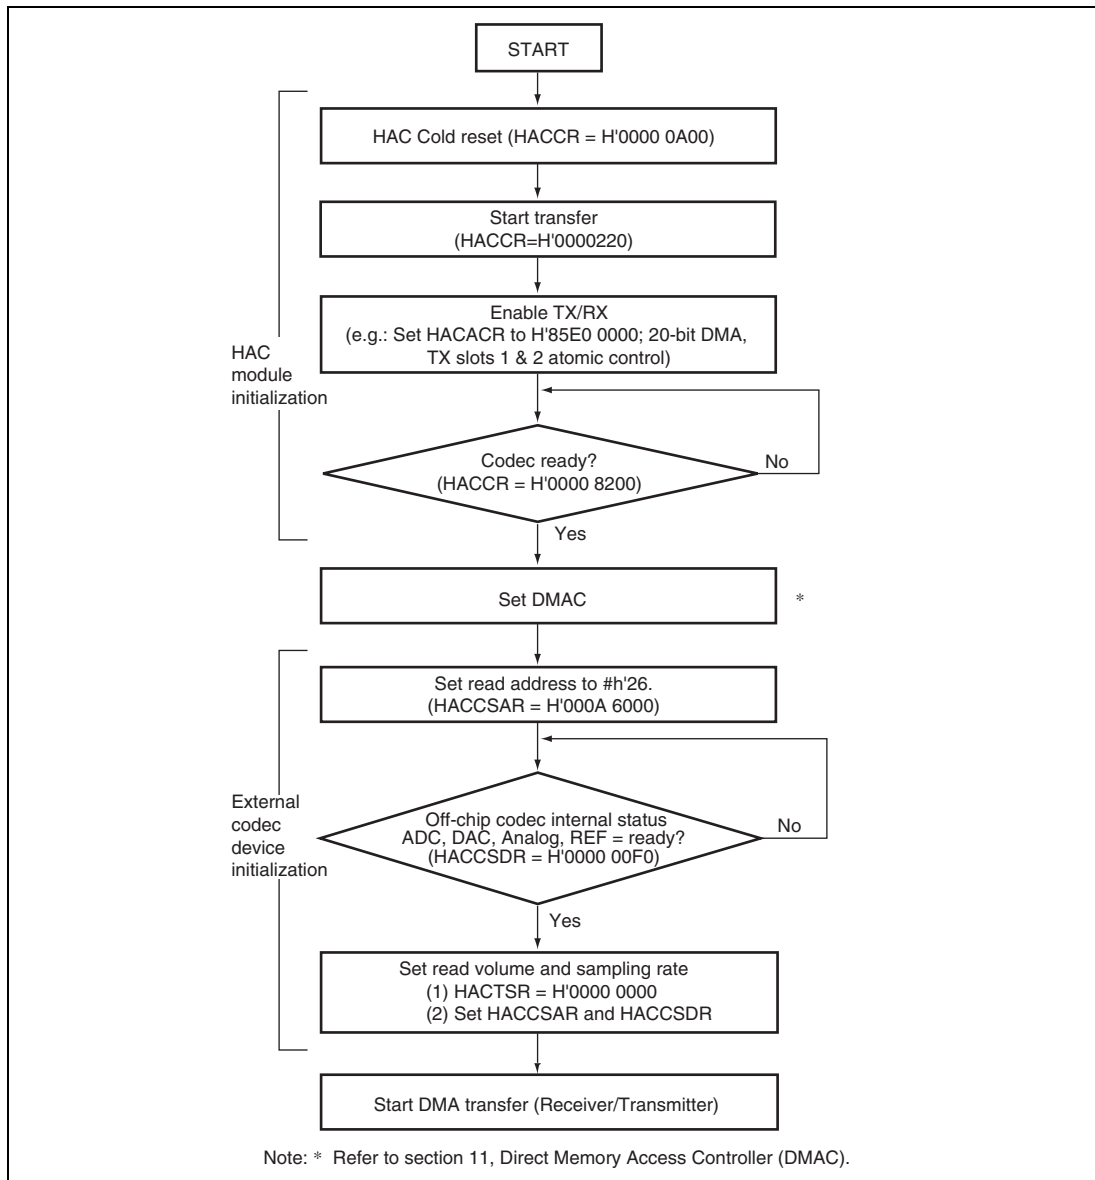 START
HAC Cold reset (HACCR = H'0000 0A00)
Start transfer
(HACCR=H'0000220)
Enable TX/RX
(e.g.: Set HACACR to H'85E0 0000; 20-bit DMA,
TX slots 1 & 2 atomic control)
HAC
module
initialization
Codec ready?
(HACCR = H'0000 8200)
No
Yes
Set DMAC
*
Set read address to #h'26.
(HACCSAR = H'000A 6000)
External
codec
device
initialization
Off-chip codec internal status
ADC, DAC, Analog, REF = ready?
(HACCSDR = H'0000 00F0)
No
Yes
Set read volume and sampling rate
(1) HACTSR = H'0000 0000
(2) Set HACCSAR and HACCSDR
Start DMA transfer (Receiver/Transmitter)
Note: * Refer to section 11, Direct Memory Access Controller (DMAC).